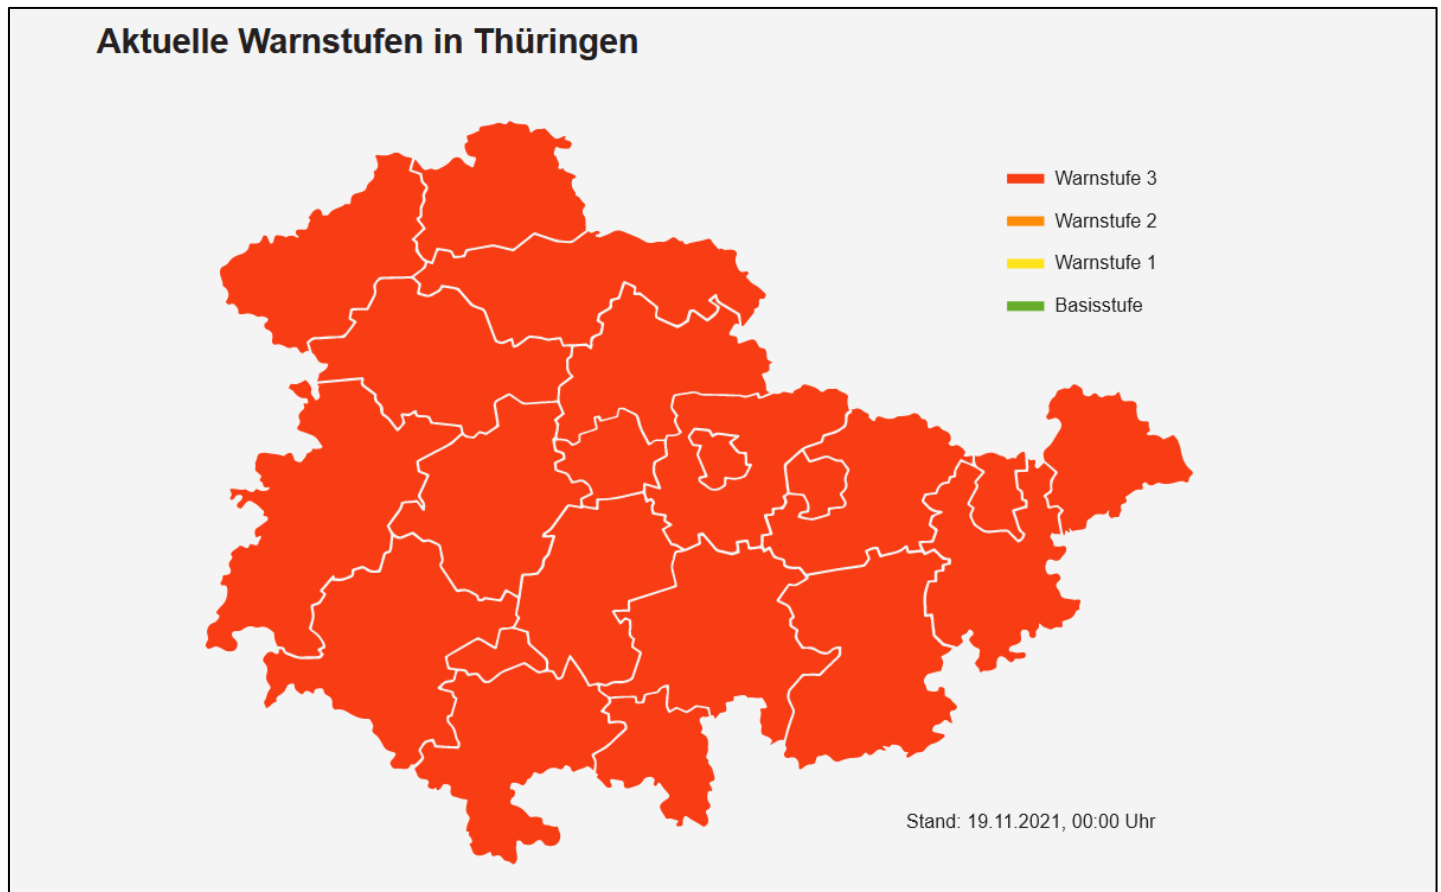 Aktuelle Warnstufen in Thüringen
Warnstufe 3
Warnstufe 2
Warnstufe 1
Basisstufe
Stand: 19.11.2021, 00:00 Uhr